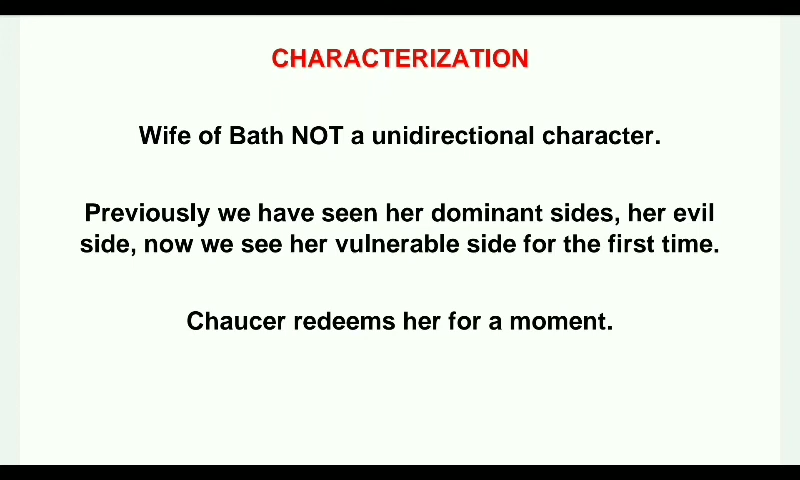 CHARACTERIZATION
Wife of Bath NOT a unidirectional character.
Previously we have seen her dominant sides, her evil
side, now we see her vulnerable side for the first time.
Chaucer redeems her for a moment.